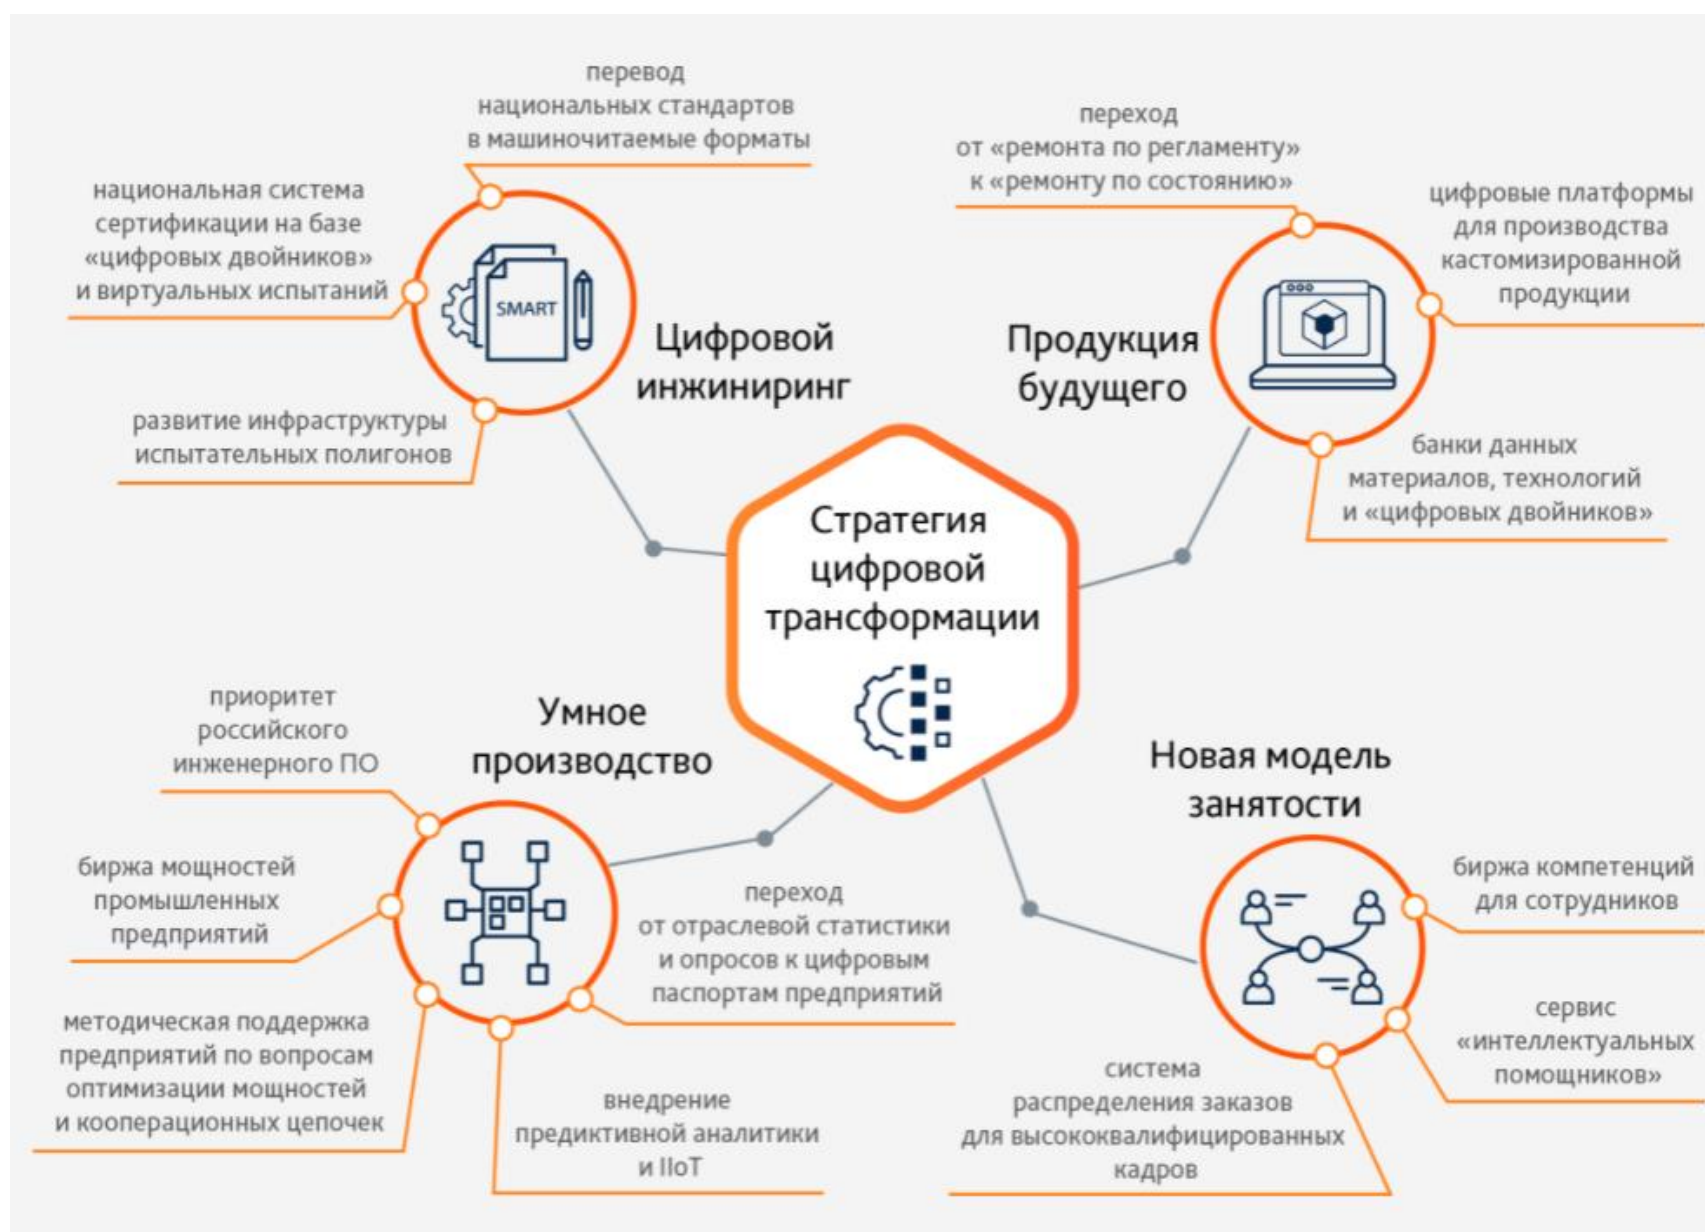 перевод
национальных стандартов
в машиночитаемые форматы
национальная система
сертификации на базе
«цифровых двойников»
и виртуальных испытаний
SMART
развитие инфраструктуры
испытательных полигонов
Цифровой
инжиниринг
переход
от «ремонта по регламенту»
к «ремонту по состоянию»
цифровые платформы
для производства
кастомизированной
продукции
Продукция
будущего
банки данных
материалов, технологий
и «цифровых двойников»
Стратегия
цифровой
трансформации
Умное
производство
приоритет
российского
инженерного ПО
биржа мощностей
промышленных
предприятий
методическая поддержка
предприятий по вопросам
оптимизации мощностей
и кооперационных цепочек
переход
от отраслевой статистики
и опросов к цифровым
паспортам предприятий
внедрение
предиктивной аналитики
и IIoT
Новая модель
занятости
биржа компетенций
для сотрудников
сервис
«интеллектуальных
помощников»
система
распределения заказов
для высококвалифицированных
кадров